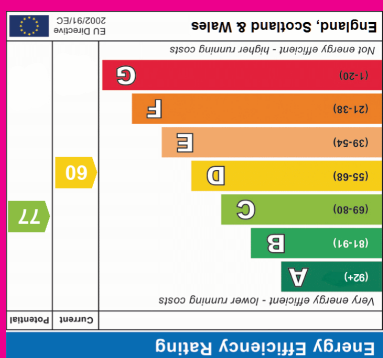 Energy Efficiency Rating
Current Potential
Very energy efficient - lower running costs
(92+) A
(81-91) B
(69-80) C
(55-68) D
(39-54) E
(21-38) F
(1-20) G
60
77
Not energy efficient - higher running costs
England, Scotland & Wales
EU Directive
2002/91/EC